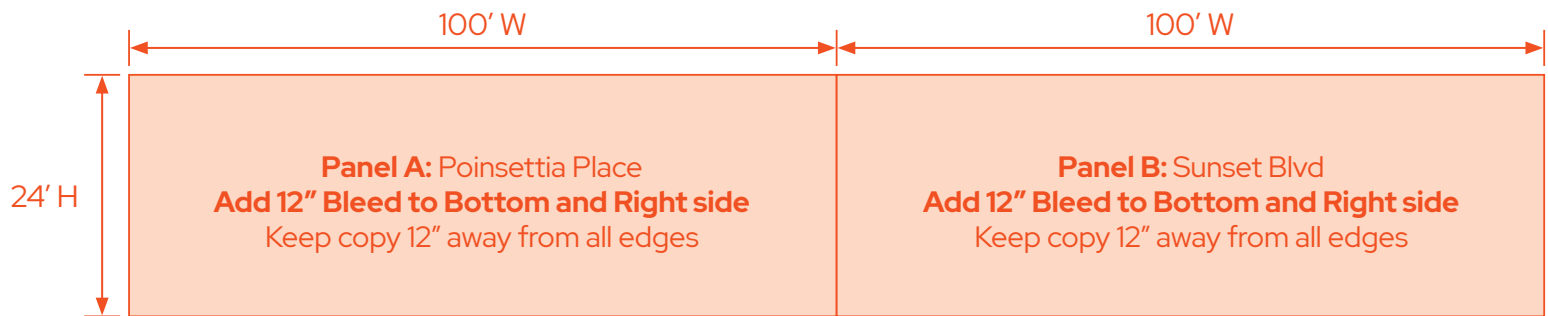 100′ W
100′ W
24′ H
Panel A: Poinsettia Place
Add 12″ Bleed to Bottom and Right side
Keep copy 12″ away from all edges
Panel B: Sunset Blvd
Add 12″ Bleed to Bottom and Right side
Keep copy 12″ away from all edges